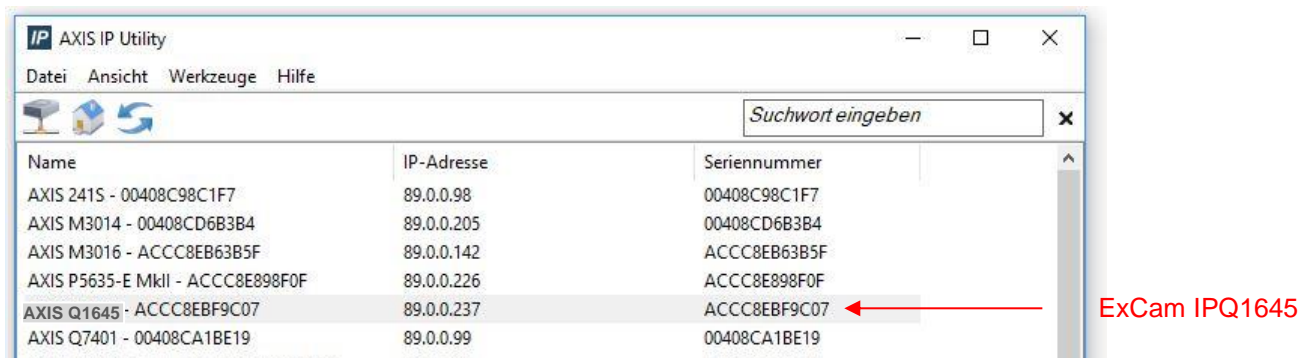 IP AXIS IP Utility
Datei Ansicht Werkzeuge Hilfe
Suchwort eingeben
Name IP-Adresse Seriennummer
AXIS 241S - 00408C98C1F7 89.0.0.98 00408C98C1F7
AXIS M3014 - 00408CD6B3B4 89.0.0.205 00408CD6B3B4
AXIS M3016 - ACCC8EB63B5F 89.0.0.142 ACCC8EB63B5F
AXIS P5635-E MkII - ACCC8E898F0F 89.0.0.226 ACCC8E898F0F
AXIS Q1645 - ACCC8EBF9C07 89.0.0.237 ACCC8EBF9C07 ExCam IPQ1645
AXIS Q7401 - 00408CA1BE19 89.0.0.99 00408CA1BE19